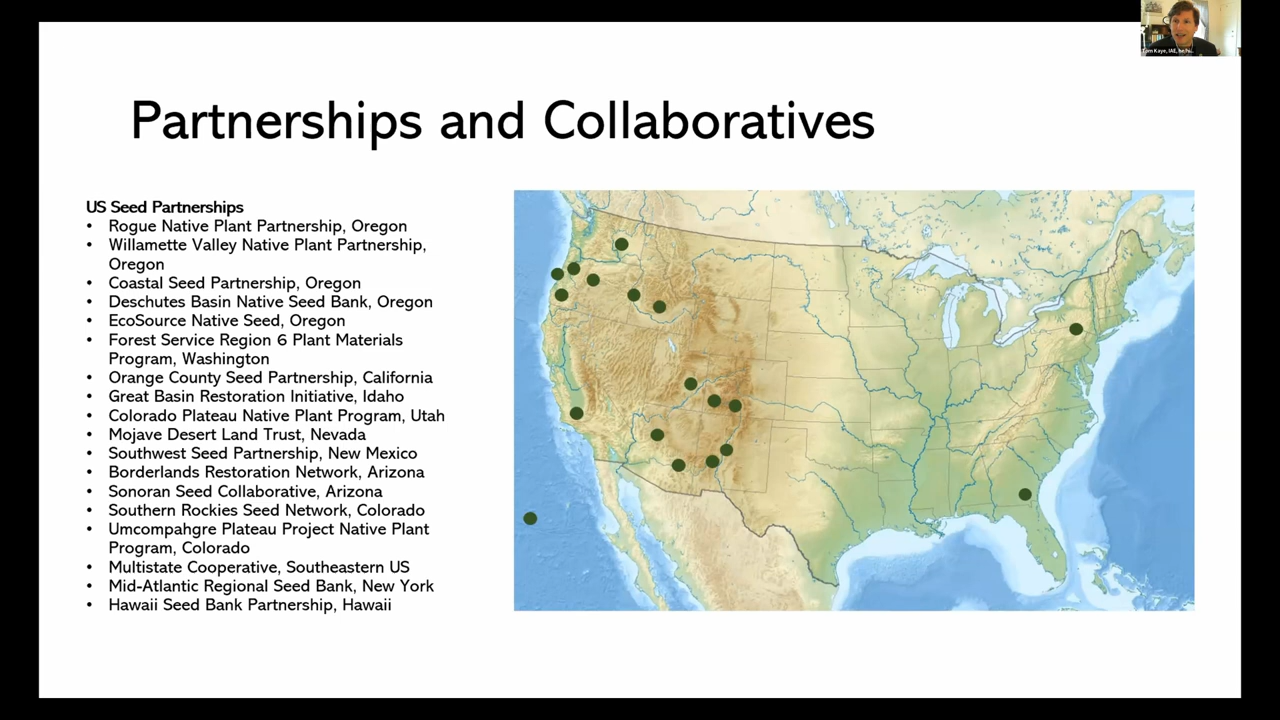 Tom Kaye, IAE, he/hi...
Partnerships and Collaboratives
US Seed Partnerships
• Rogue Native Plant Partnership, Oregon
• Willamette Valley Native Plant Partnership,
Oregon
• Coastal Seed Partnership, Oregon
• Deschutes Basin Native Seed Bank, Oregon
• EcoSource Native Seed, Oregon
• Forest Service Region 6 Plant Materials
Program, Washington
• Orange County Seed Partnership, California
• Great Basin Restoration Initiative, Idaho
• Colorado Plateau Native Plant Program, Utah
• Mojave Desert Land Trust, Nevada
• Southwest Seed Partnership, New Mexico
• Borderlands Restoration Network, Arizona
• Sonoran Seed Collaborative, Arizona
• Southern Rockies Seed Network, Colorado
• Umcompahgre Plateau Project Native Plant
Program, Colorado
• Multistate Cooperative, Southeastern US
• Mid-Atlantic Regional Seed Bank, New York
• Hawaii Seed Bank Partnership, Hawaii